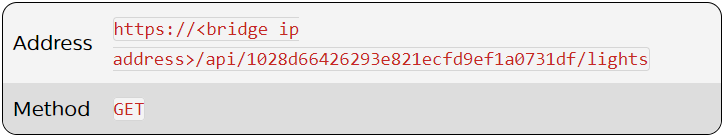 https://<bridge ip
Address
address>/api/1028d66426293e821ecfd9ef1a0731df/lights
Method GET